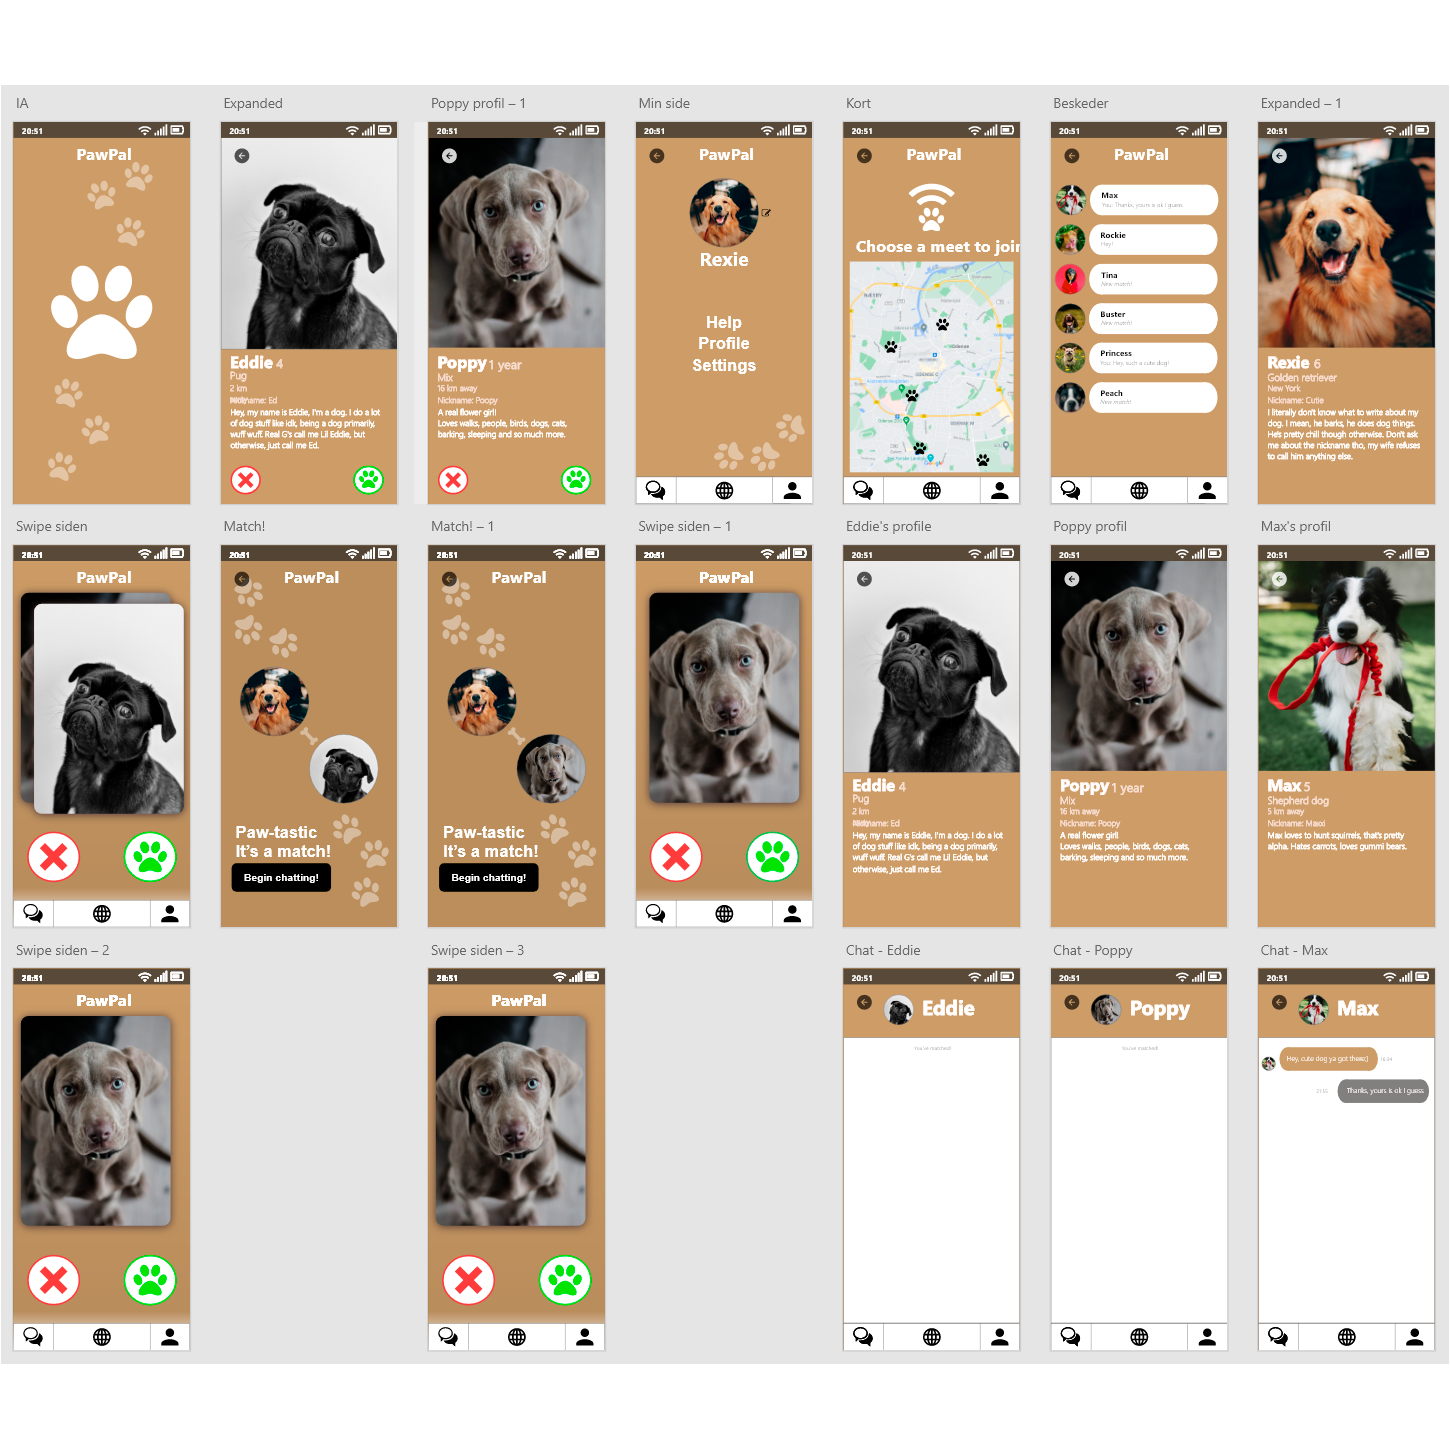 IA
20:51
PawPal
Expanded
20:51
Eddie 4
Pug
2 km
Nickname: Ed
Hey, my name is Eddie, I'm a dog. I do a lot
of dog stuff like idk, being a dog primarily,
wuff wuff. Real G's call me Lil Eddie, but
otherwise, just call me Ed.
Poppy profil – 1
20:51
Poppy 1 year
Mix
16 km away
Nickname: Poopy
A real flower girl!
Loves walks, people, birds, dogs, cats,
barking, sleeping and so much more.
Min side
20:51
PawPal
Rexie
Help
Profile
Settings
Kort
20:51
PawPal
Choose a meet to join
NÆSBY
ODENSE C
Google
Beskeder
20:51
PawPal
Max
You: Thanks, yours is ok I guess
Rockie
Hey!
Tina
New match!
Buster
New match!
Princess
You: Hey, such a cute dog!
Peach
New match!
Expanded – 1
20:51
Rexie 6
Golden retriever
New York
Nickname: Cutie
I literally don't know what to write about my
dog. I mean, he barks, he does dog things.
He's pretty chill though otherwise. Don't ask
me about the nickname tho, my wife refuses
to call him anything else.
Swipe siden
20:51
PawPal
Match!
20:51
PawPal
Paw-tastic
It's a match!
Begin chatting!
Match! – 1
20:51
PawPal
Paw-tastic
It's a match!
Begin chatting!
Swipe siden – 1
20:51
PawPal
Eddie's profile
20:51
Eddie 4
Pug
2 km
Nickname: Ed
Hey, my name is Eddie, I'm a dog. I do a lot
of dog stuff like idk, being a dog primarily,
wuff wuff. Real G's call me Lil Eddie, but
otherwise, just call me Ed.
Poppy profil
20:51
Poppy 1 year
Mix
16 km away
Nickname: Poopy
A real flower girl!
Loves walks, people, birds, dogs, cats,
barking, sleeping and so much more.
Max's profil
20:51
Max 5
Shepherd dog
5 km away
Nickname: Maxxi
Max loves to hunt squirrels, that's pretty
alpha. Hates carrots, loves gummi bears.
Swipe siden – 2
20:51
PawPal
Swipe siden – 3
20:51
PawPal
Chat - Eddie
20:51
Eddie
You've matched!
Chat - Poppy
20:51
Poppy
You've matched!
Chat - Max
20:51
Max
Hey, cute dog ya got there;)
Thanks, yours is ok I guess